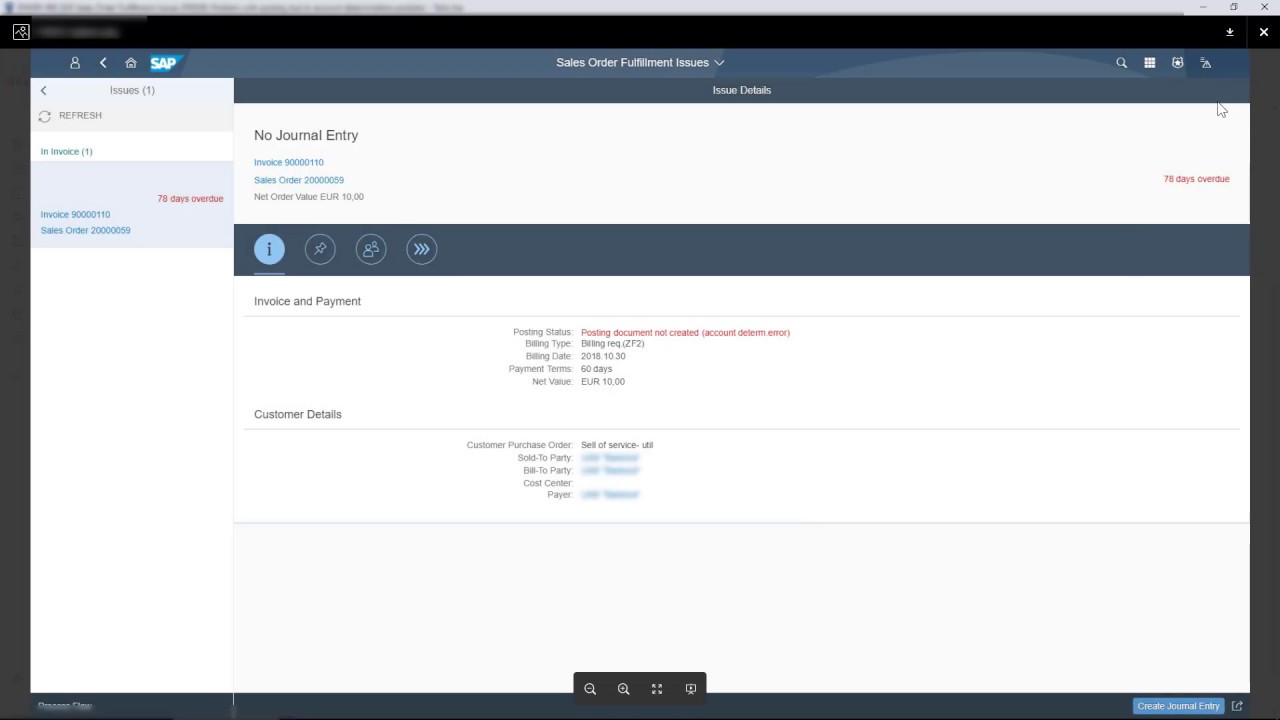 SAP
Sales Order Fulfillment Issues
Issues (1)
REFRESH
In Invoice (1)
78 days overdue
Invoice 90000110
Sales Order 20000059
Issue Details
No Journal Entry
Invoice 90000110
Sales Order 20000059
78 days overdue
Net Order Value EUR 10,00
Invoice and Payment
Posting Status: Posting document not created (account determ.error)
Billing Type: Billing req.(ZF2)
Billing Date: 2018.10.30
Payment Terms: 60 days
Net Value: EUR 10,00
Customer Details
Customer Purchase Order: Sell of service- util
Sold-To Party:
Bill-To Party:
Cost Center:
Payer:
Process Flow
Create Journal Entry